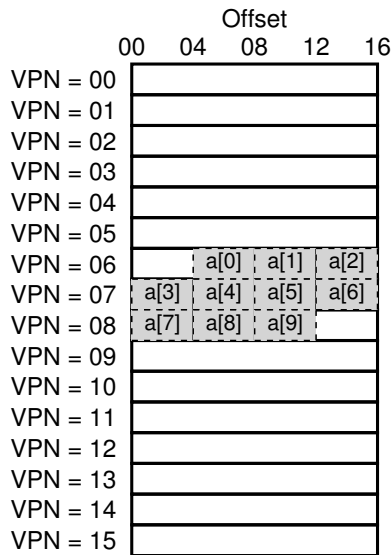 Offset
00 04 08 12 16
VPN = 00
VPN = 01
VPN = 02
VPN = 03
VPN = 04
VPN = 05
VPN = 06 a[0] a[1] a[2]
VPN = 07 a[3] a[4] a[5] a[6]
VPN = 08 a[7] a[8] a[9]
VPN = 09
VPN = 10
VPN = 11
VPN = 12
VPN = 13
VPN = 14
VPN = 15